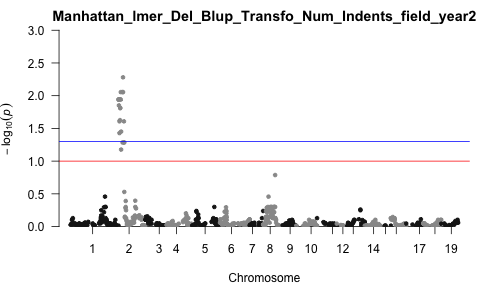 Manhattan_lmer_Del_Blup_Transfo_Num_Indents_field_year2
3.0
2.5
2.0
1.5
1.0
0.5
0.0
− log10(p)
1 2 3 4 5 6 7 8 9 10 12 14 17 19
Chromosome